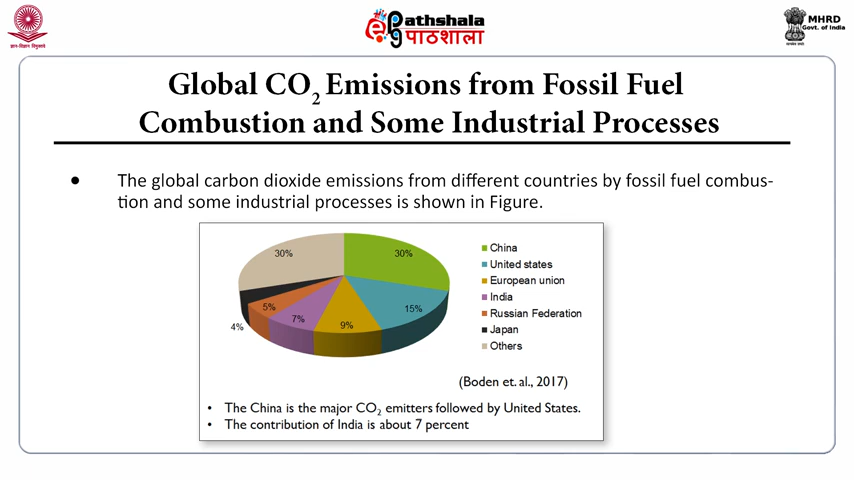 ज्ञान-विज्ञान विमुक्तये
ePathshala
पाठशाला
MHRD
Govt. of India
Global CO2 Emissions from Fossil Fuel
Combustion and Some Industrial Processes
● The global carbon dioxide emissions from different countries by fossil fuel combus-
tion and some industrial processes is shown in Figure.
30%
30%
15%
9%
7%
5%
4%
China
United states
European union
India
Russian Federation
Japan
Others
(Boden et. al., 2017)
• The China is the major CO2 emitters followed by United States.
• The contribution of India is about 7 percent